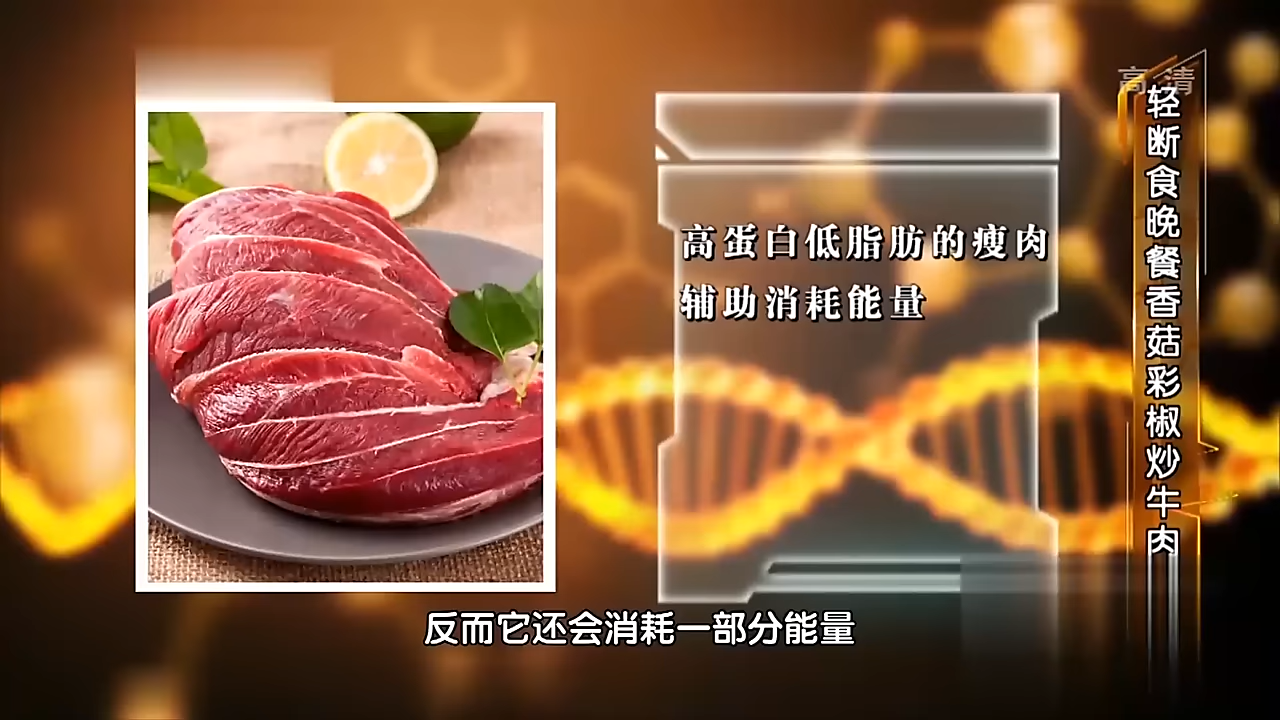 高清
轻断食晚餐香菇彩椒炒牛肉
高蛋白低脂肪的瘦肉
辅助消耗能量
反而它还会消耗一部分能量